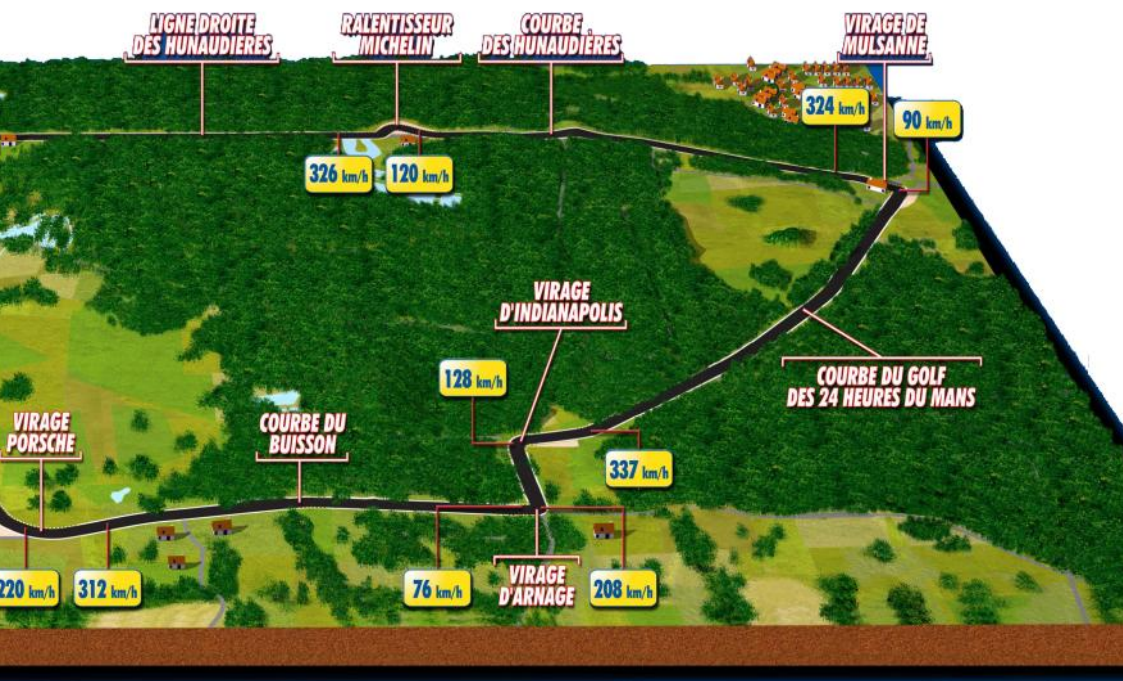 LIGNE DROITE
DES HUNAUDIÈRES
RALENTISSEUR
MICHELIN
COURBE
DES HUNAUDIÈRES
VIRAGE DE
MULSANNE
324 km/h
90 km/h
326 km/h
120 km/h
VIRAGE
D'INDIANAPOLIS
128 km/h
COURBE DU GOLF
DES 24 HEURES DU MANS
VIRAGE
PORSCHE
COURBE DU
BUISSON
337 km/h
220 km/h
312 km/h
76 km/h
VIRAGE
D'ARNAGE
208 km/h